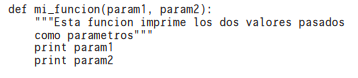 def mi_funcion(param1, param2):
    """Esta funcion imprime los dos valores pasados
    como parametros"""
    print param1
    print param2